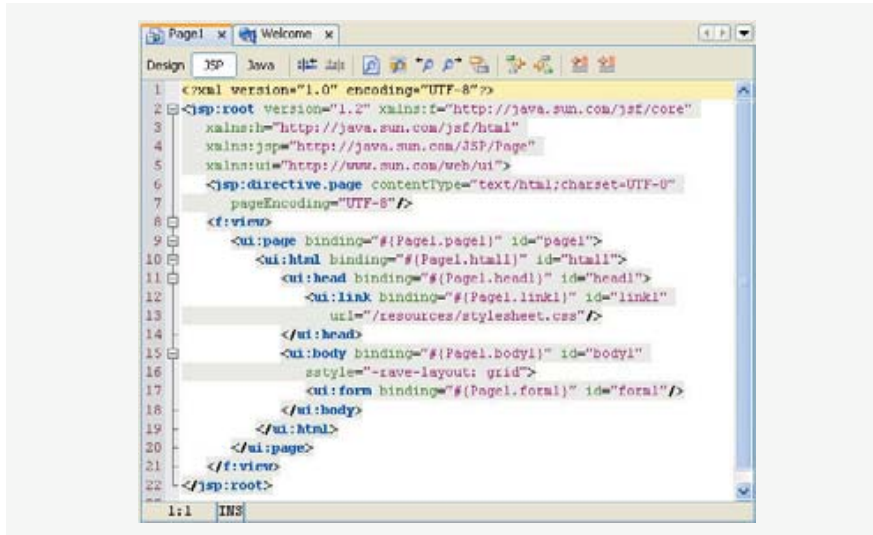 Page1 x Welcome x
Design JSP Java
1 <?xml version="1.0" encoding="UTF-8"?>
2 <jsp:root version="1.2" xmlns:f="http://java.sun.com/jsf/core"
3 xmlns:h="http://java.sun.com/jsf/html"
4 xmlns:jsp="http://java.sun.com/JSP/Page"
5 xmlns:ui="http://www.sun.com/web/ui">
6 <jsp:directive.page contentType="text/html;charset=UTF-8"
7 pageEncoding="UTF-8"/>
8 <f:view>
9 <ui:page binding="#{Page1.page1}" id="page1">
10 <ui:html binding="#{Page1.html1}" id="html1">
11 <ui:head binding="#{Page1.head1}" id="head1">
12 <ui:link binding="#{Page1.link1}" id="link1"
13 url="/resources/stylesheet.css"/>
14 </ui:head>
15 <ui:body binding="#{Page1.body1}" id="body1"
16 sstyle="-rave-layout: grid">
17 <ui:form binding="#{Page1.form1}" id="form1"/>
18 </ui:body>
19 </ui:html>
20 </ui:page>
21 </f:view>
22 </jsp:root>
1:1 INS